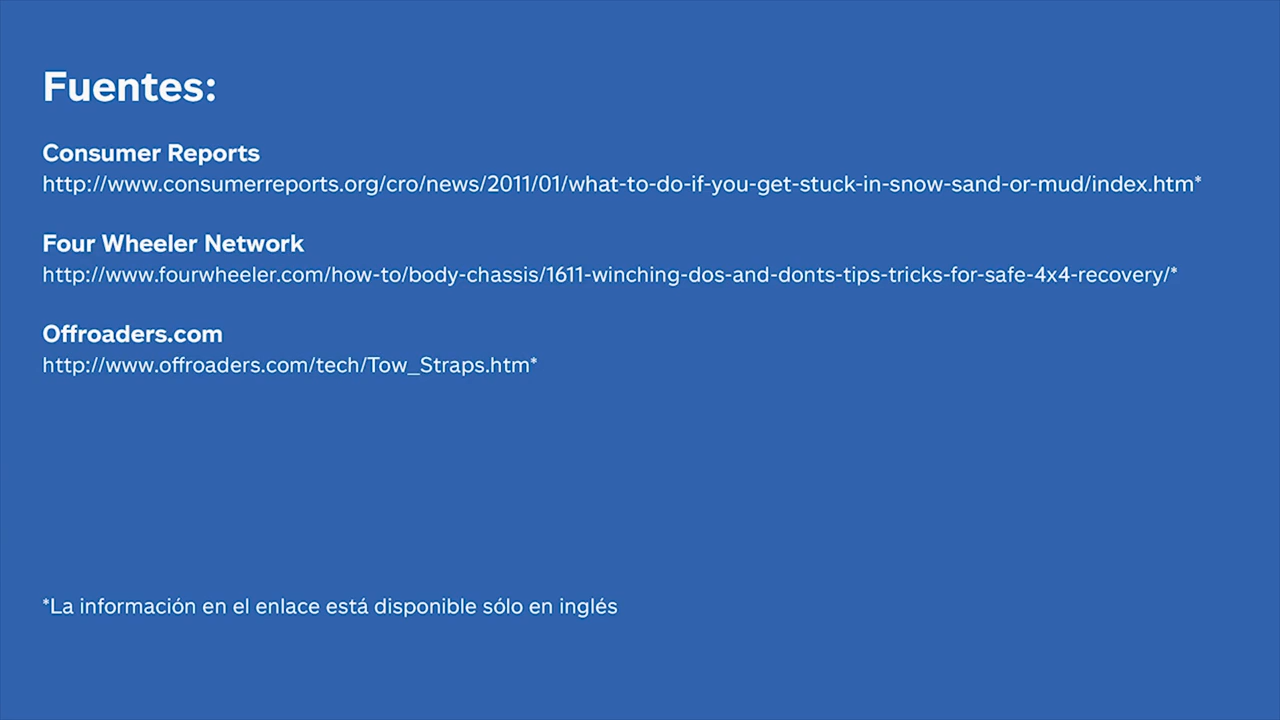 Fuentes:
Consumer Reports
http://www.consumerreports.org/cro/news/2011/01/what-to-do-if-you-get-stuck-in-snow-sand-or-mud/index.htm*
Four Wheeler Network
http://www.fourwheeler.com/how-to/body-chassis/1611-winching-dos-and-donts-tips-tricks-for-safe-4x4-recovery/*
Offroaders.com
http://www.offroaders.com/tech/Tow_Straps.htm*
*La información en el enlace está disponible sólo en inglés